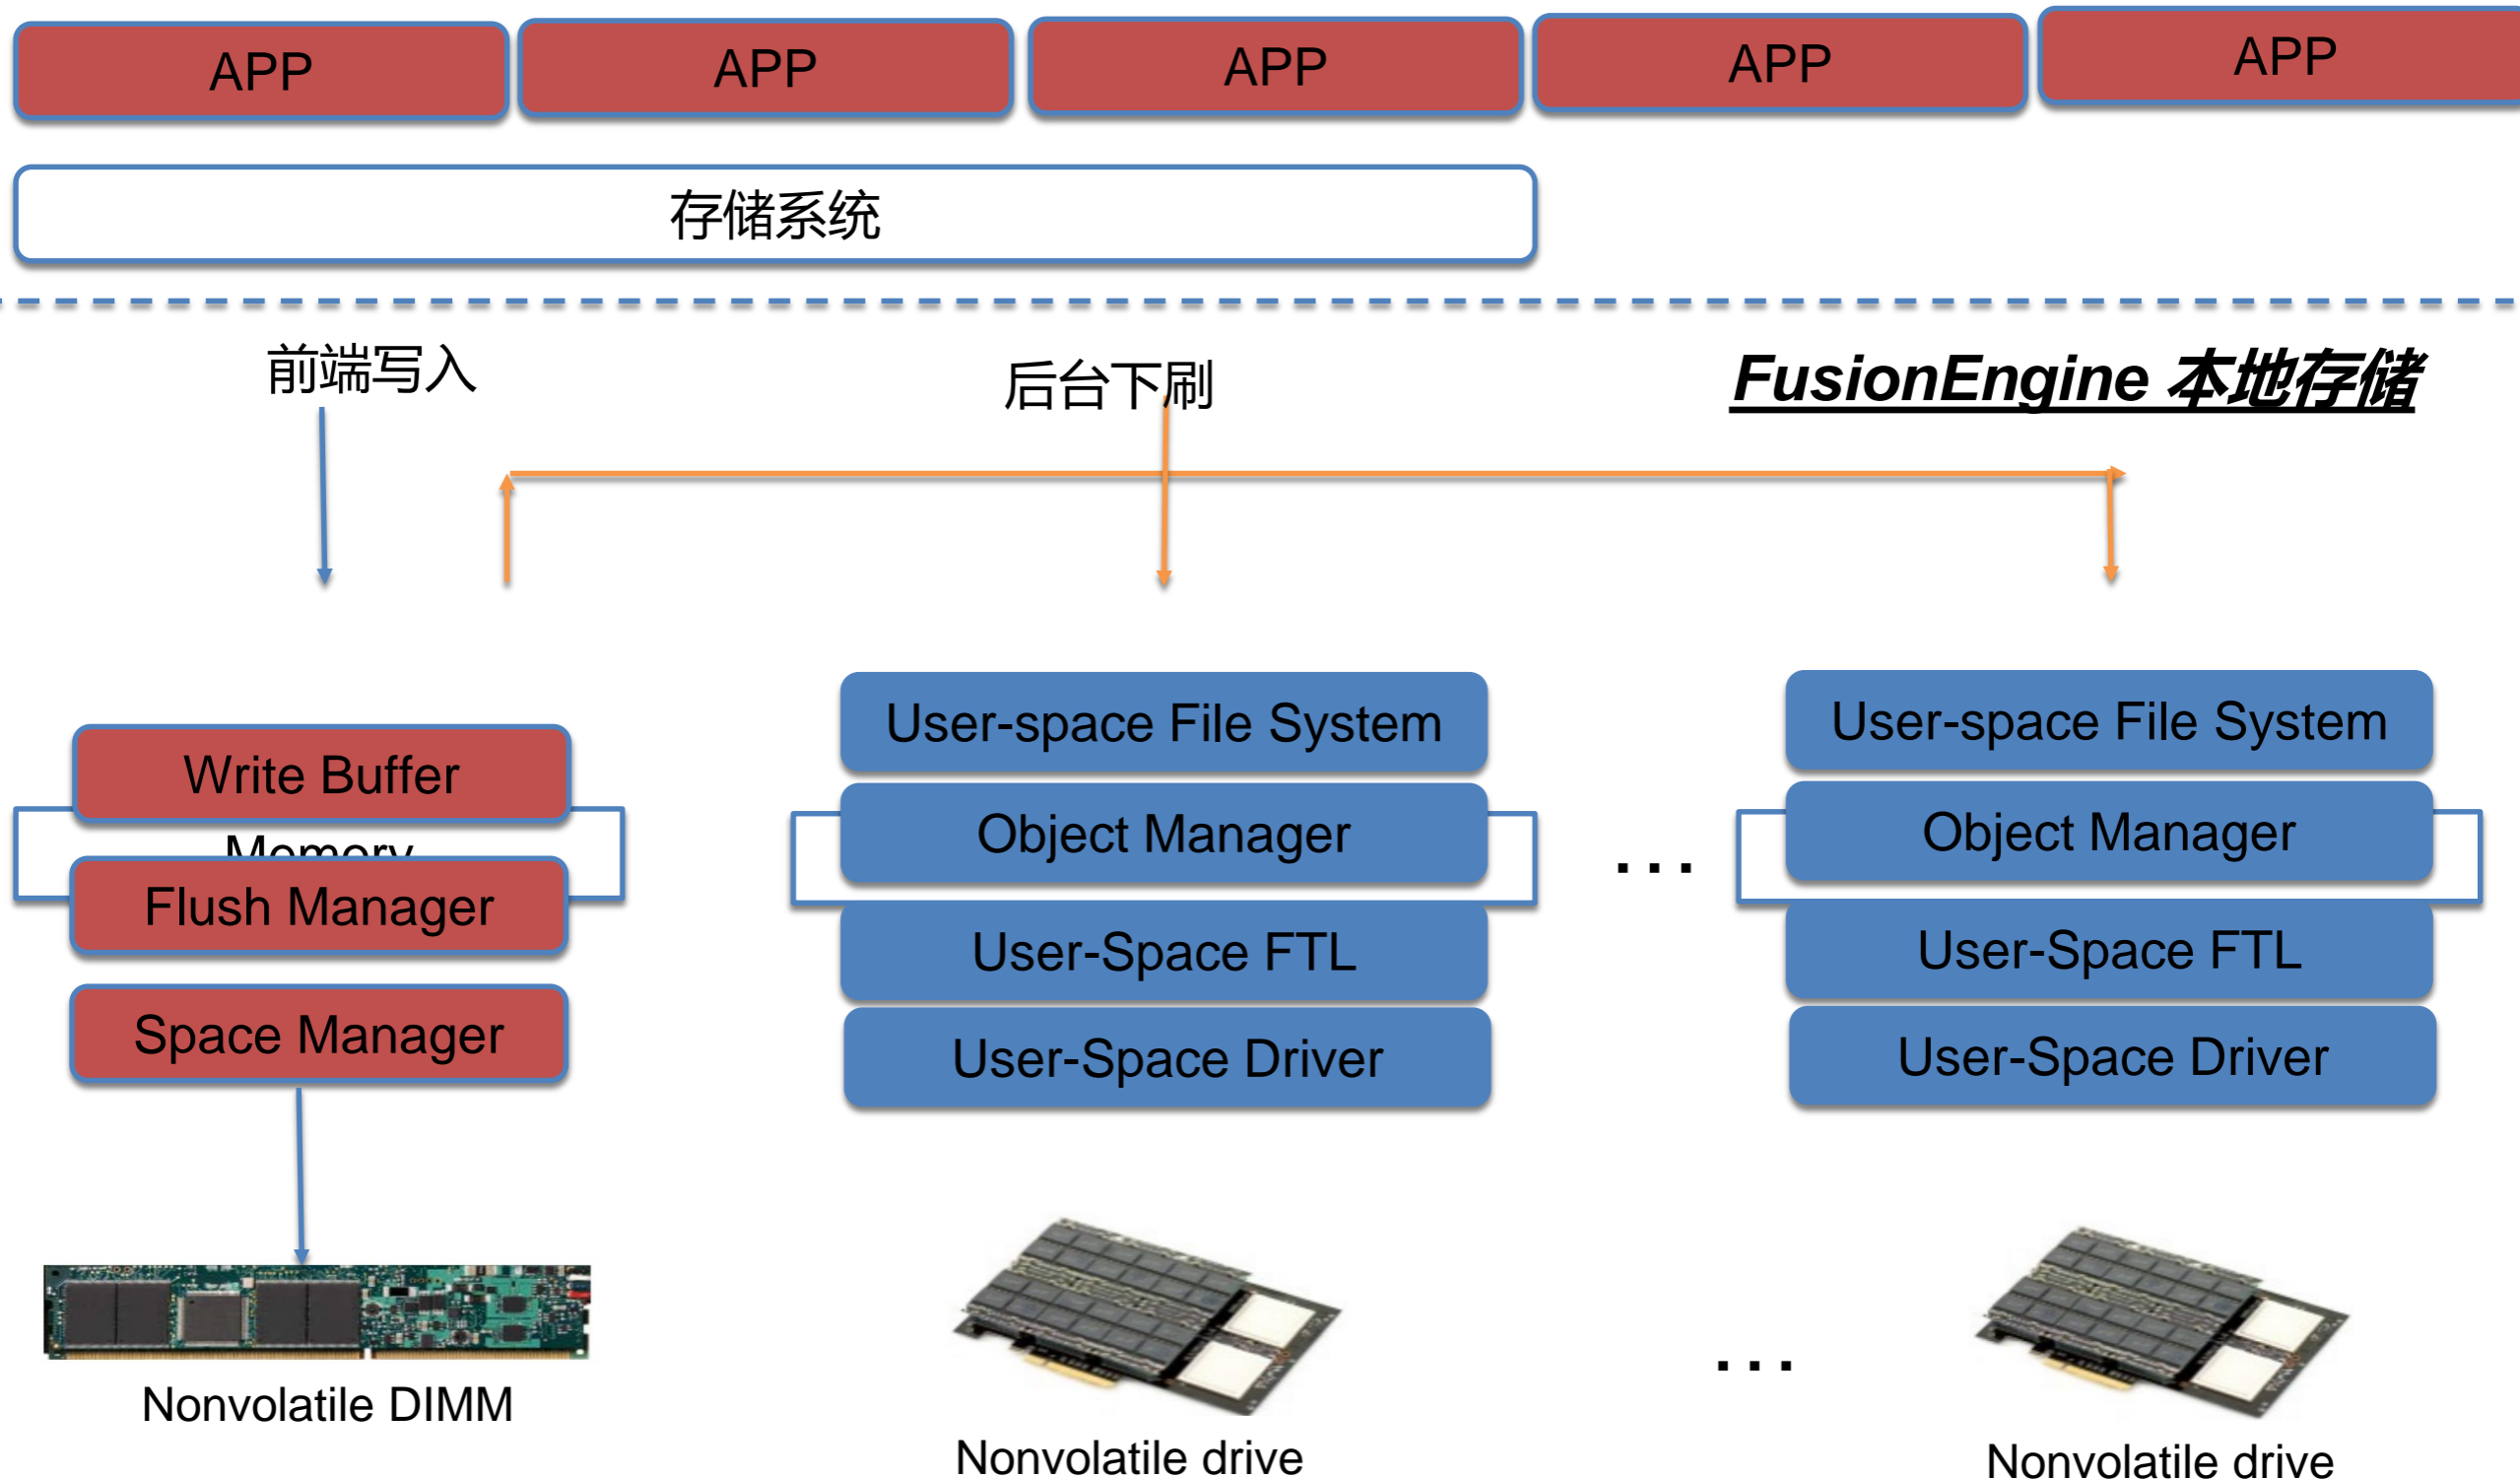 APP
APP
APP
APP
APP
存储系统
前端写入
后台下刷
FusionEngine 本地存储
Write Buffer
Memory
Flush Manager
Space Manager
User-space File System
Object Manager
User-Space FTL
User-Space Driver
...
User-space File System
Object Manager
User-Space FTL
User-Space Driver
Nonvolatile DIMM
Nonvolatile drive
...
Nonvolatile drive